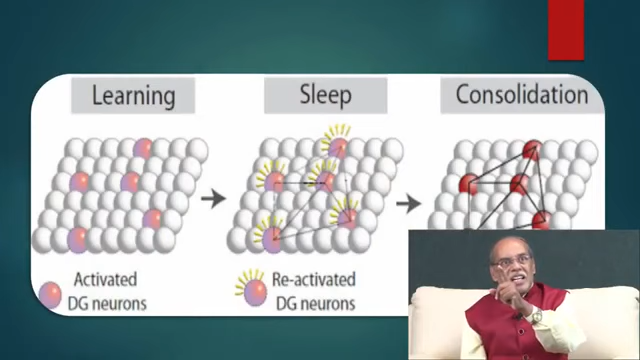 Learning
Sleep
Consolidation
Activated
DG neurons
Re-activated
DG neurons